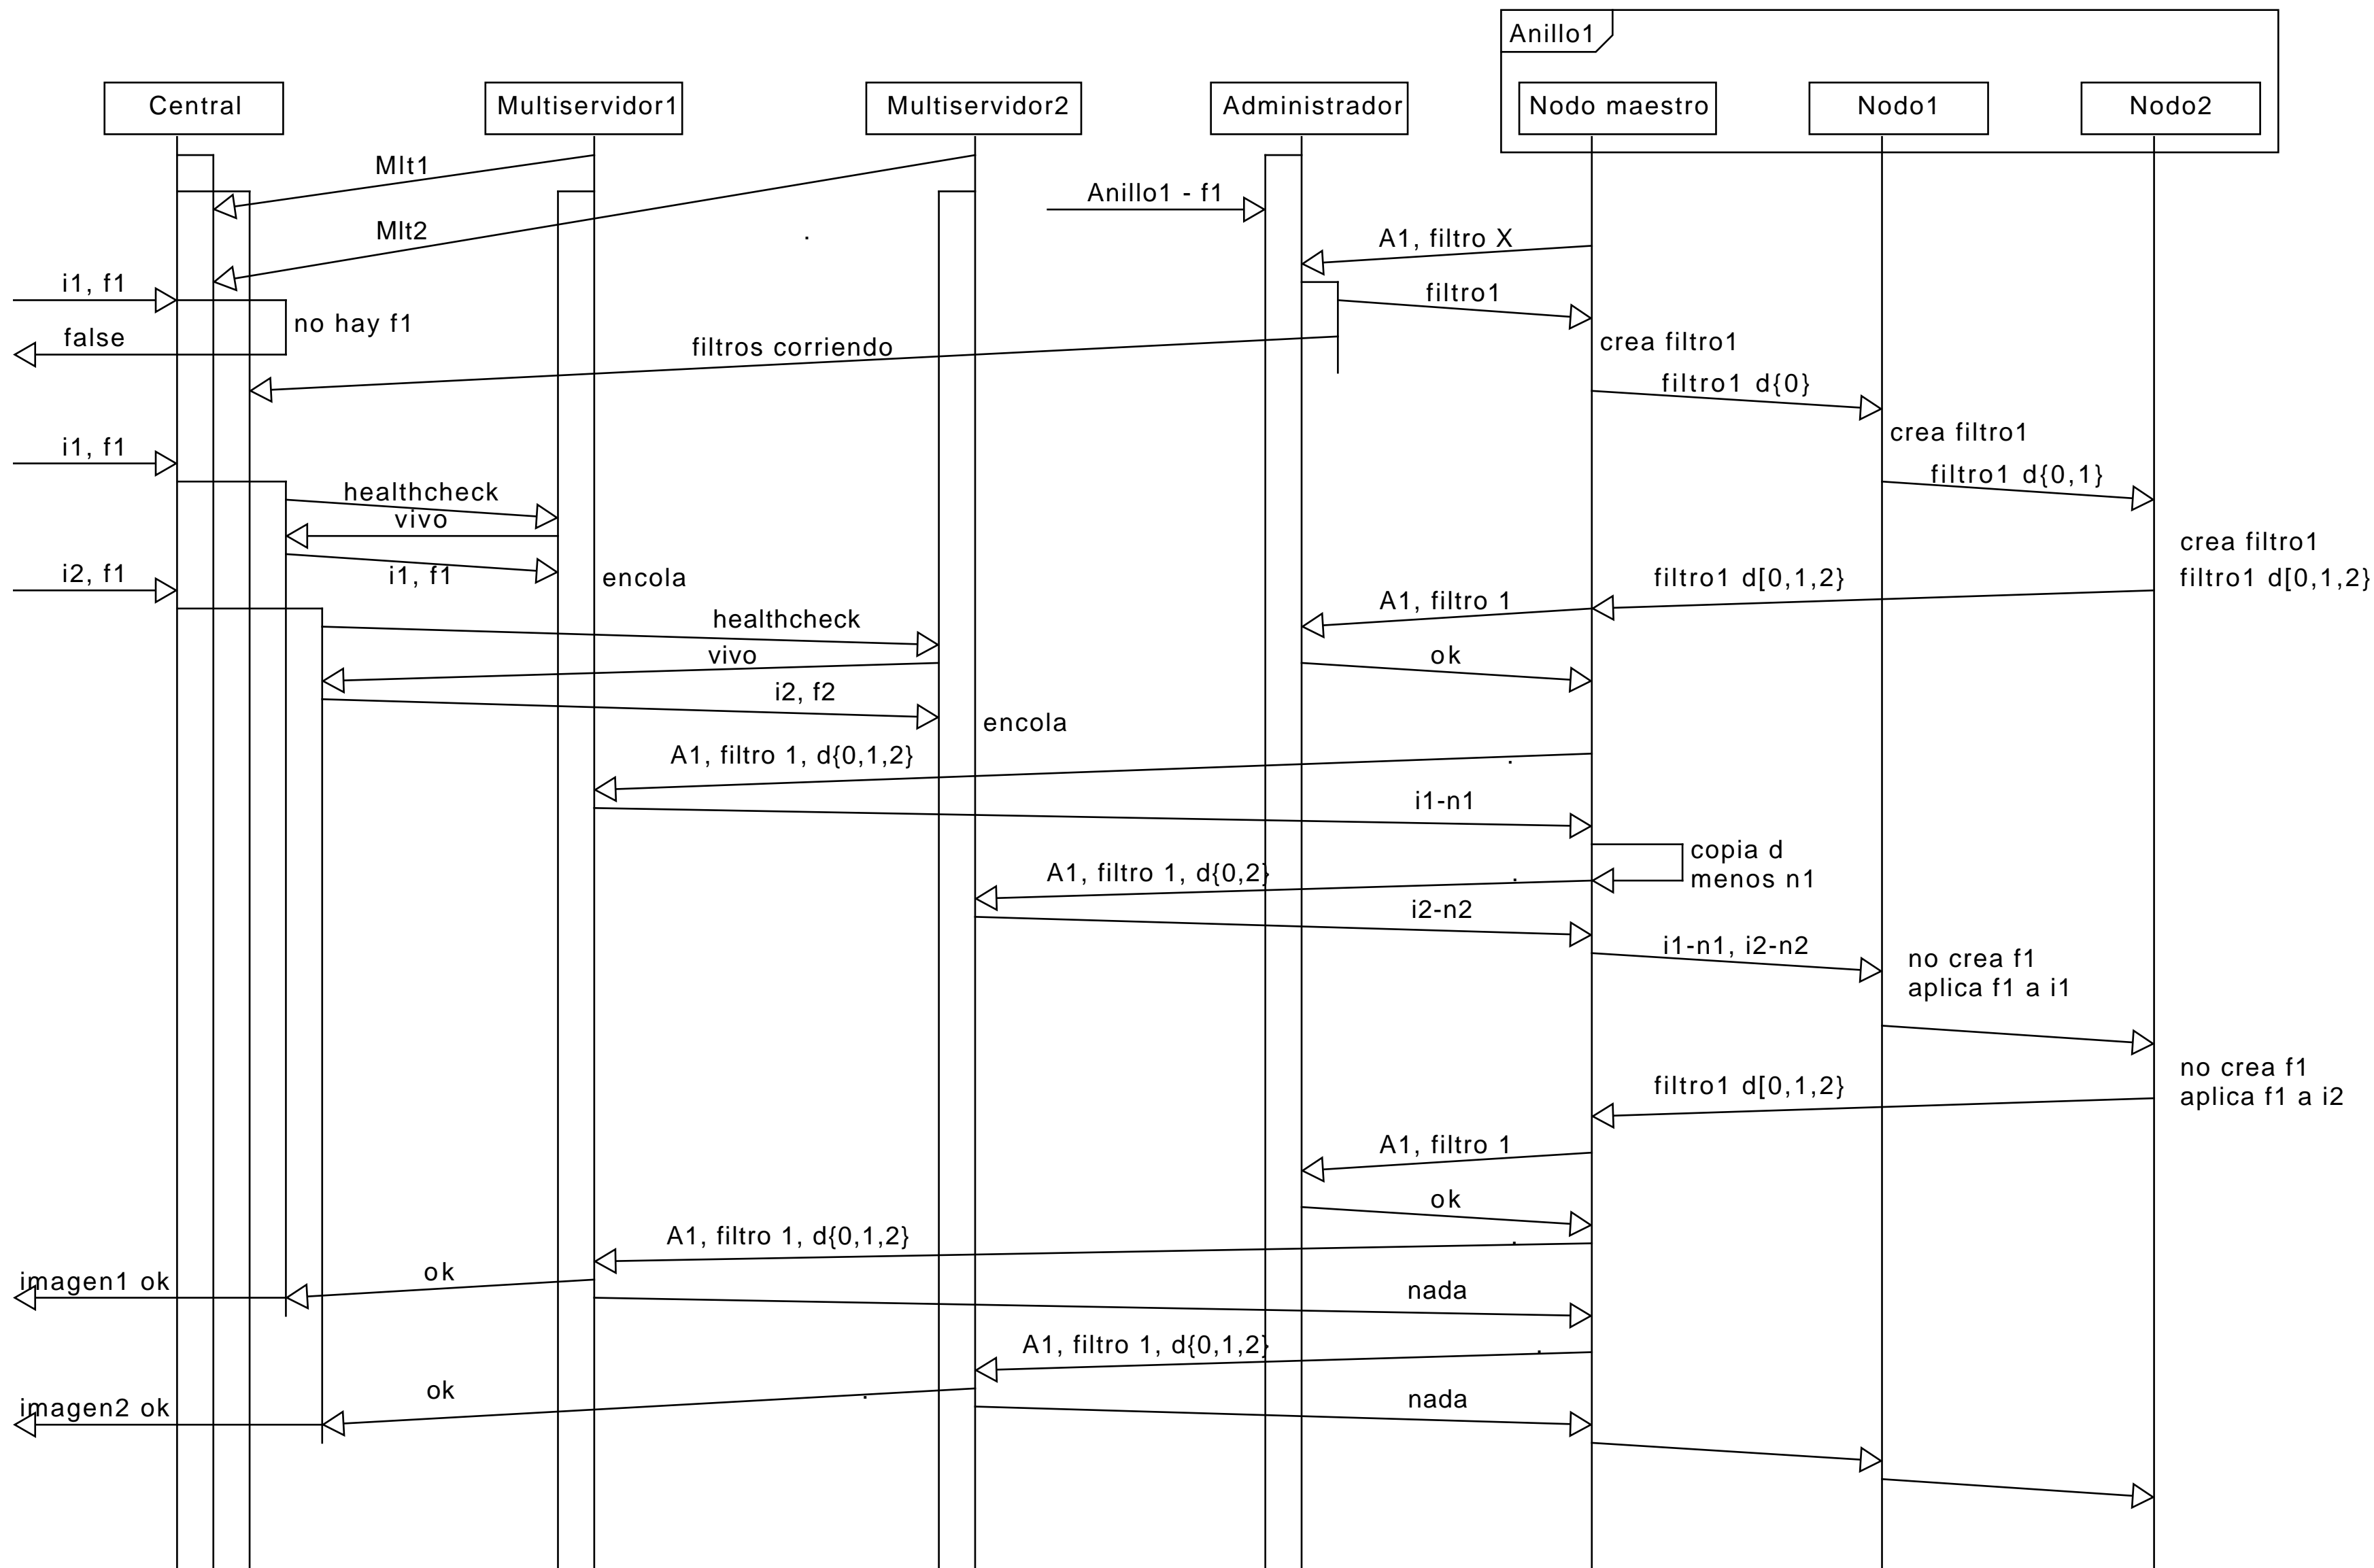 Anillo1
Central
Multiservidor1
Multiservidor2
Administrador
Nodo maestro
Nodo1
Nodo2
Mlt1
Anillo1 - f1
Mlt2
.
A1, filtro X
i1, f1
filtro1
no hay f1
false
filtros corriendo
crea filtro1
filtro1 d{0}
i1, f1
crea filtro1
filtro1 d{0,1}
healthcheck
vivo
crea filtro1
i2, f1
i1, f1
encola
filtro1 d[0,1,2}
filtro1 d[0,1,2}
A1, filtro 1
healthcheck
vivo
ok
i2, f2
encola
A1, filtro 1, d{0,1,2}
.
i1-n1
copia d
menos n1
A1, filtro 1, d{0,2}
.
i2-n2
i1-n1, i2-n2
no crea f1
aplica f1 a i1
no crea f1
aplica f1 a i2
filtro1 d[0,1,2}
A1, filtro 1
ok
A1, filtro 1, d{0,1,2}
.
imagen1 ok
ok
nada
A1, filtro 1, d{0,1,2}
.
imagen2 ok
ok
.
nada